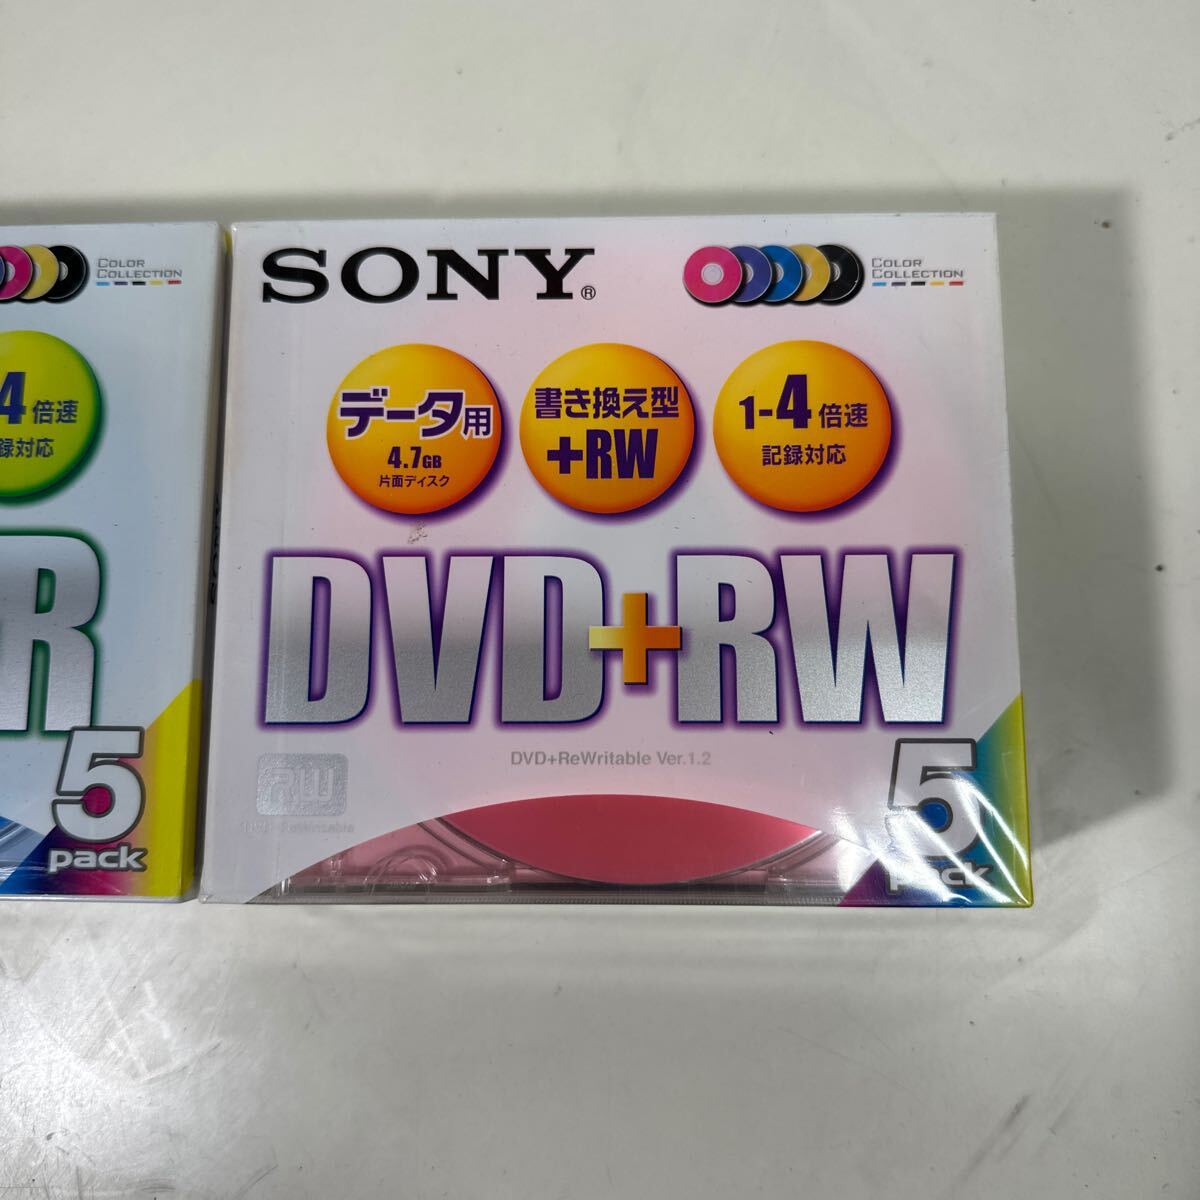 COLOR
COLLECTION
4倍速
録対応
R
5
pack
SONY
SONY®
COLOR
COLLECTION
データ用
4.7GB
片面ディスク
書き換え型
+RW
1-4倍速
記録対応
DVD+RW
DVD+ReWritable Ver.1.2
RW
5
pack